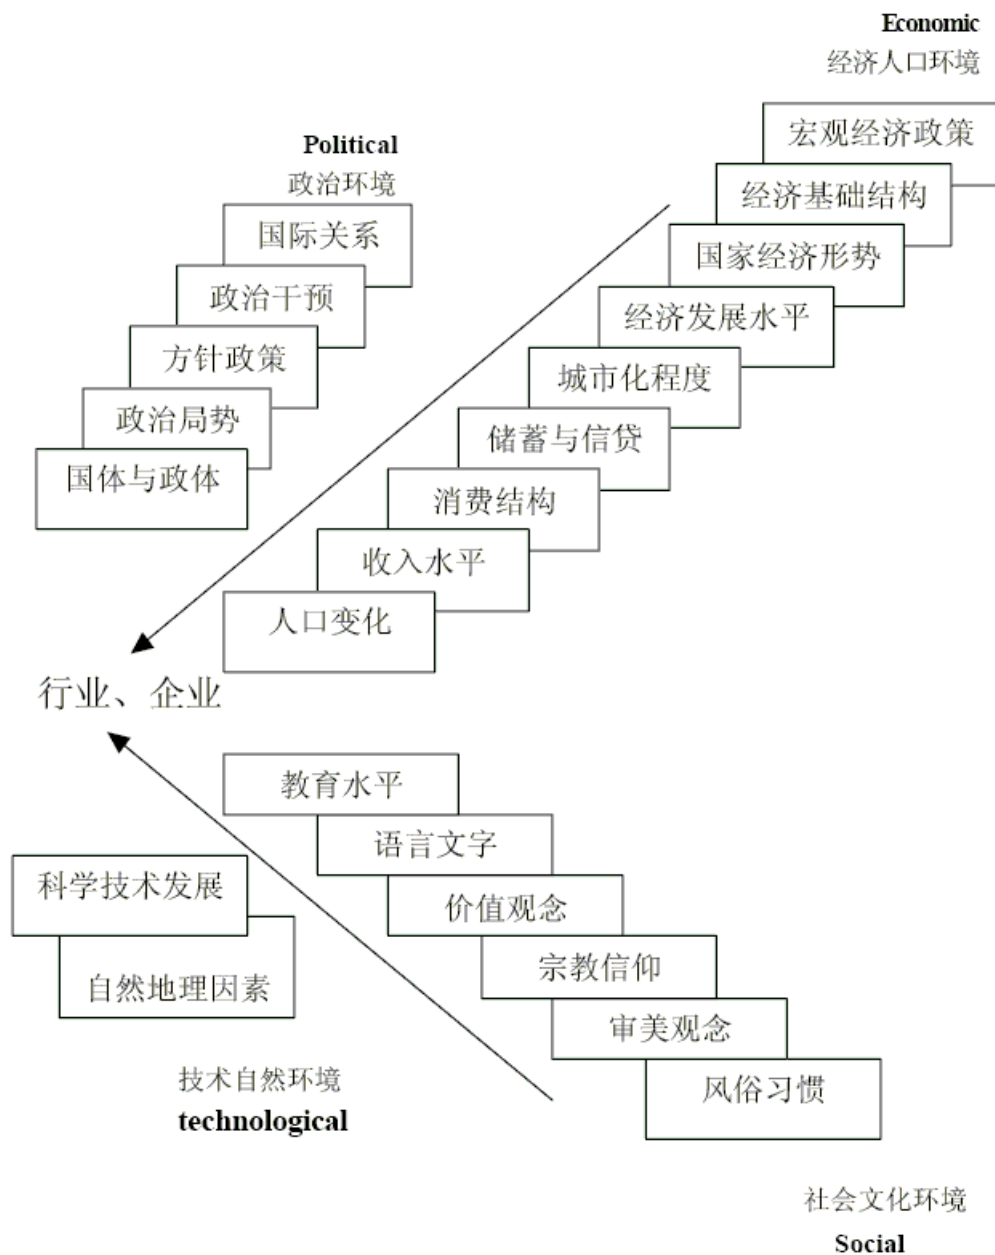 Political
政治环境
国际关系
政治干预
方针政策
政治局势
国体与政体
Economic
经济人口环境
宏观经济政策
经济基础结构
国家经济形势
经济发展水平
城市化程度
储蓄与信贷
消费结构
收入水平
人口变化
行业、企业
科学技术发展
自然地理因素
技术自然环境
technological
教育水平
语言文字
价值观念
宗教信仰
审美观念
风俗习惯
社会文化环境
Social